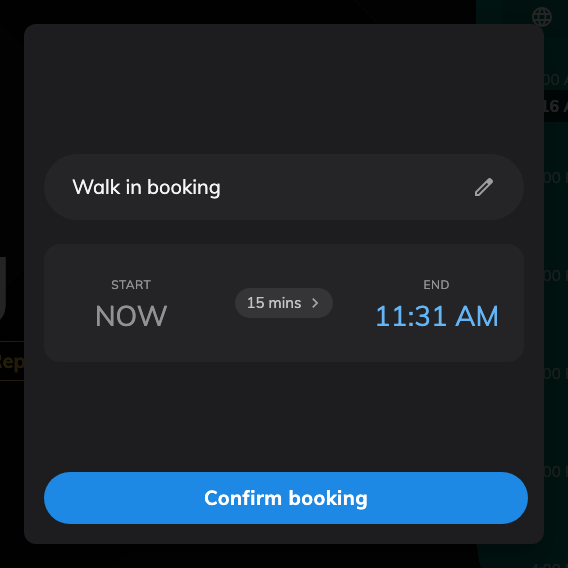 Walk in booking
START
NOW
15 mins
END
11:31 AM
Confirm booking